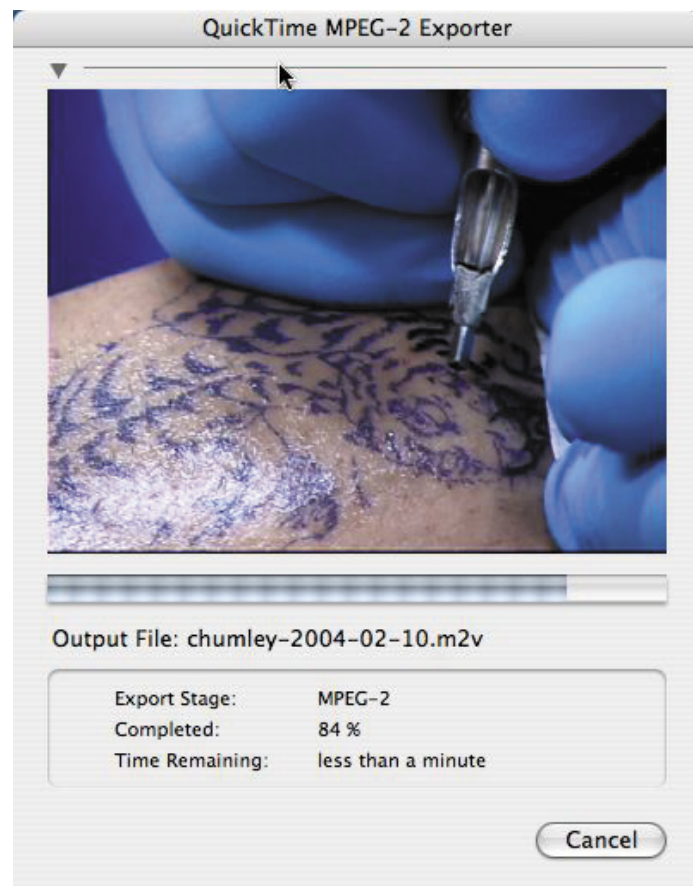 QuickTime MPEG-2 Exporter
Output File: chumley-2004-02-10.m2v
Export Stage: MPEG-2
Completed: 84 %
Time Remaining: less than a minute
Cancel